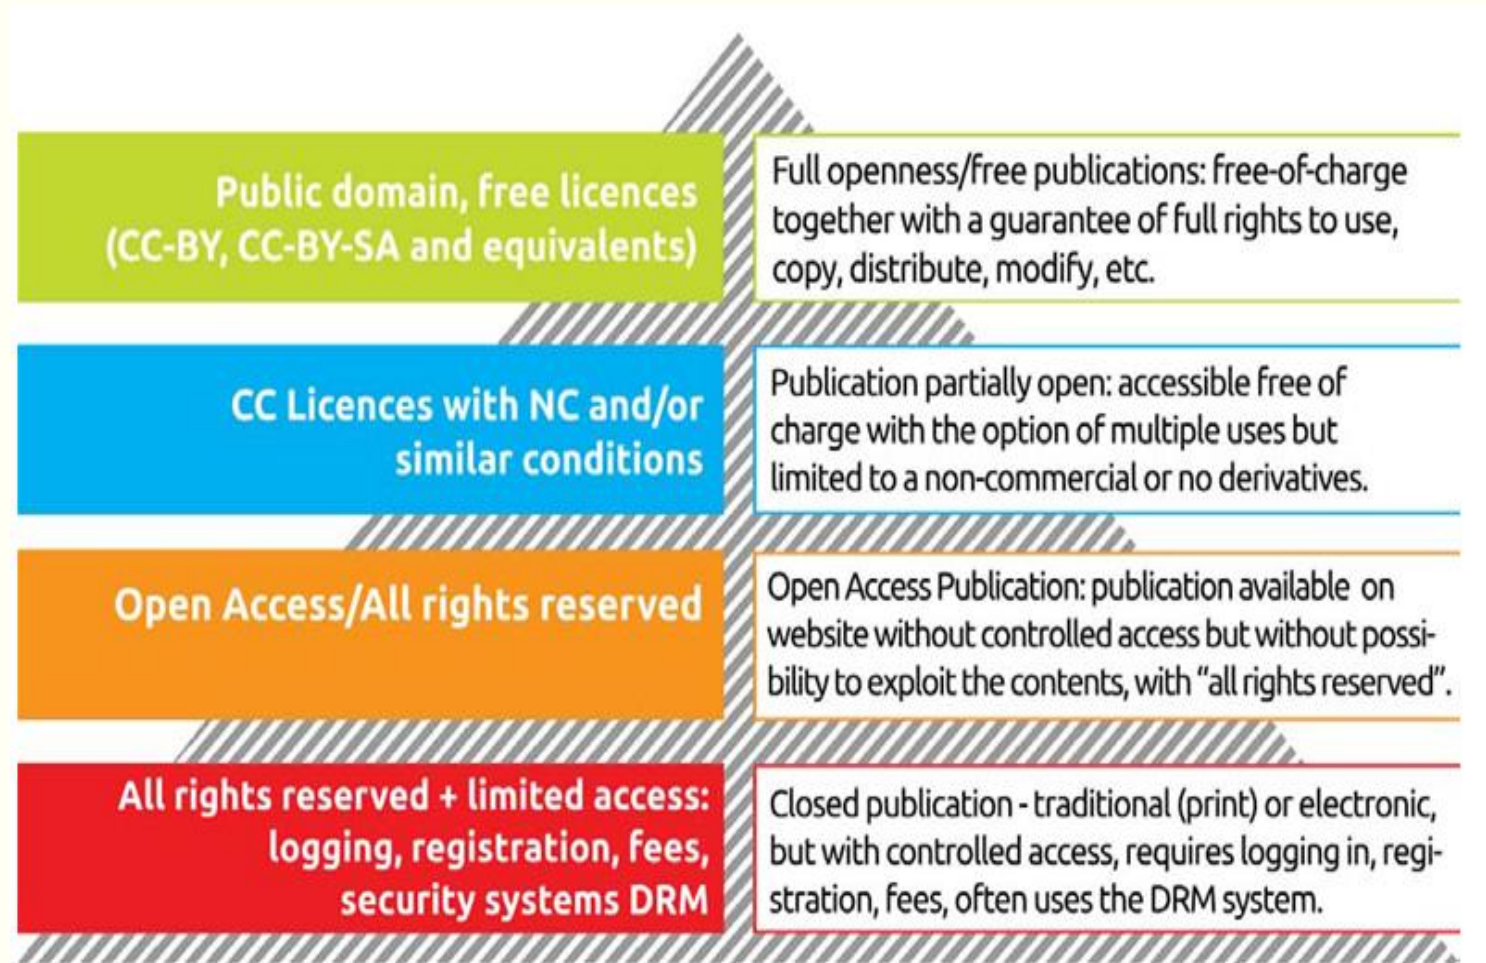 Public domain, free licences
(CC-BY, CC-BY-SA and equivalents)
Full openness/free publications: free-of-charge
together with a guarantee of full rights to use,
copy, distribute, modify, etc.
CC Licences with NC and/or
similar conditions
Publication partially open: accessible free of
charge with the option of multiple uses but
limited to a non-commercial or no derivatives.
Open Access/All rights reserved
Open Access Publication: publication available on
website without controlled access but without possi-
bility to exploit the contents, with “all rights reserved”.
All rights reserved + limited access:
logging, registration, fees,
security systems DRM
Closed publication - traditional (print) or electronic,
but with controlled access, requires logging in, regi-
stration, fees, often uses the DRM system.